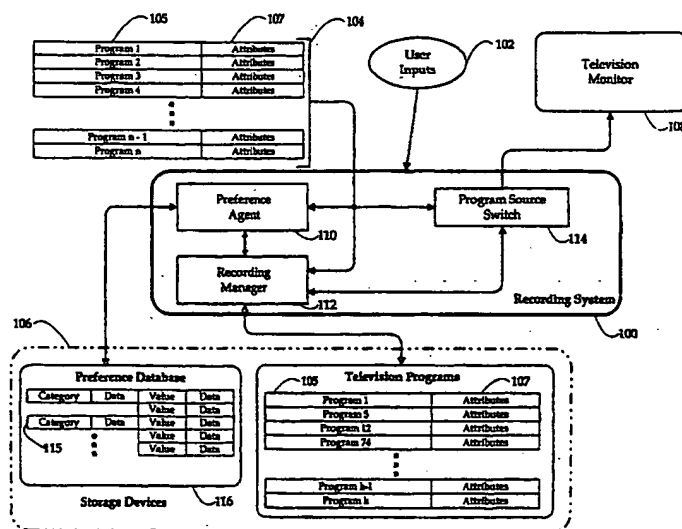 105
107
104
Program 1 Attributes
Program 2 Attributes
Program 3 Attributes
Program 4 Attributes
Program n - 1 Attributes
Program n Attributes
User Inputs
102
Television Monitor
108
Preference Agent
110
Program Source Switch
114
Recording Manager
112
Recording System
100
106
Preference Database
Category Data Value Data
Value Data
Category Data Value Data
Value Data
Value Data
115
Storage Devices
116
Television Programs
105
107
Program 1 Attributes
Program 5 Attributes
Program 12 Attributes
Program 74 Attributes
Program k-1 Attributes
Program k Attributes